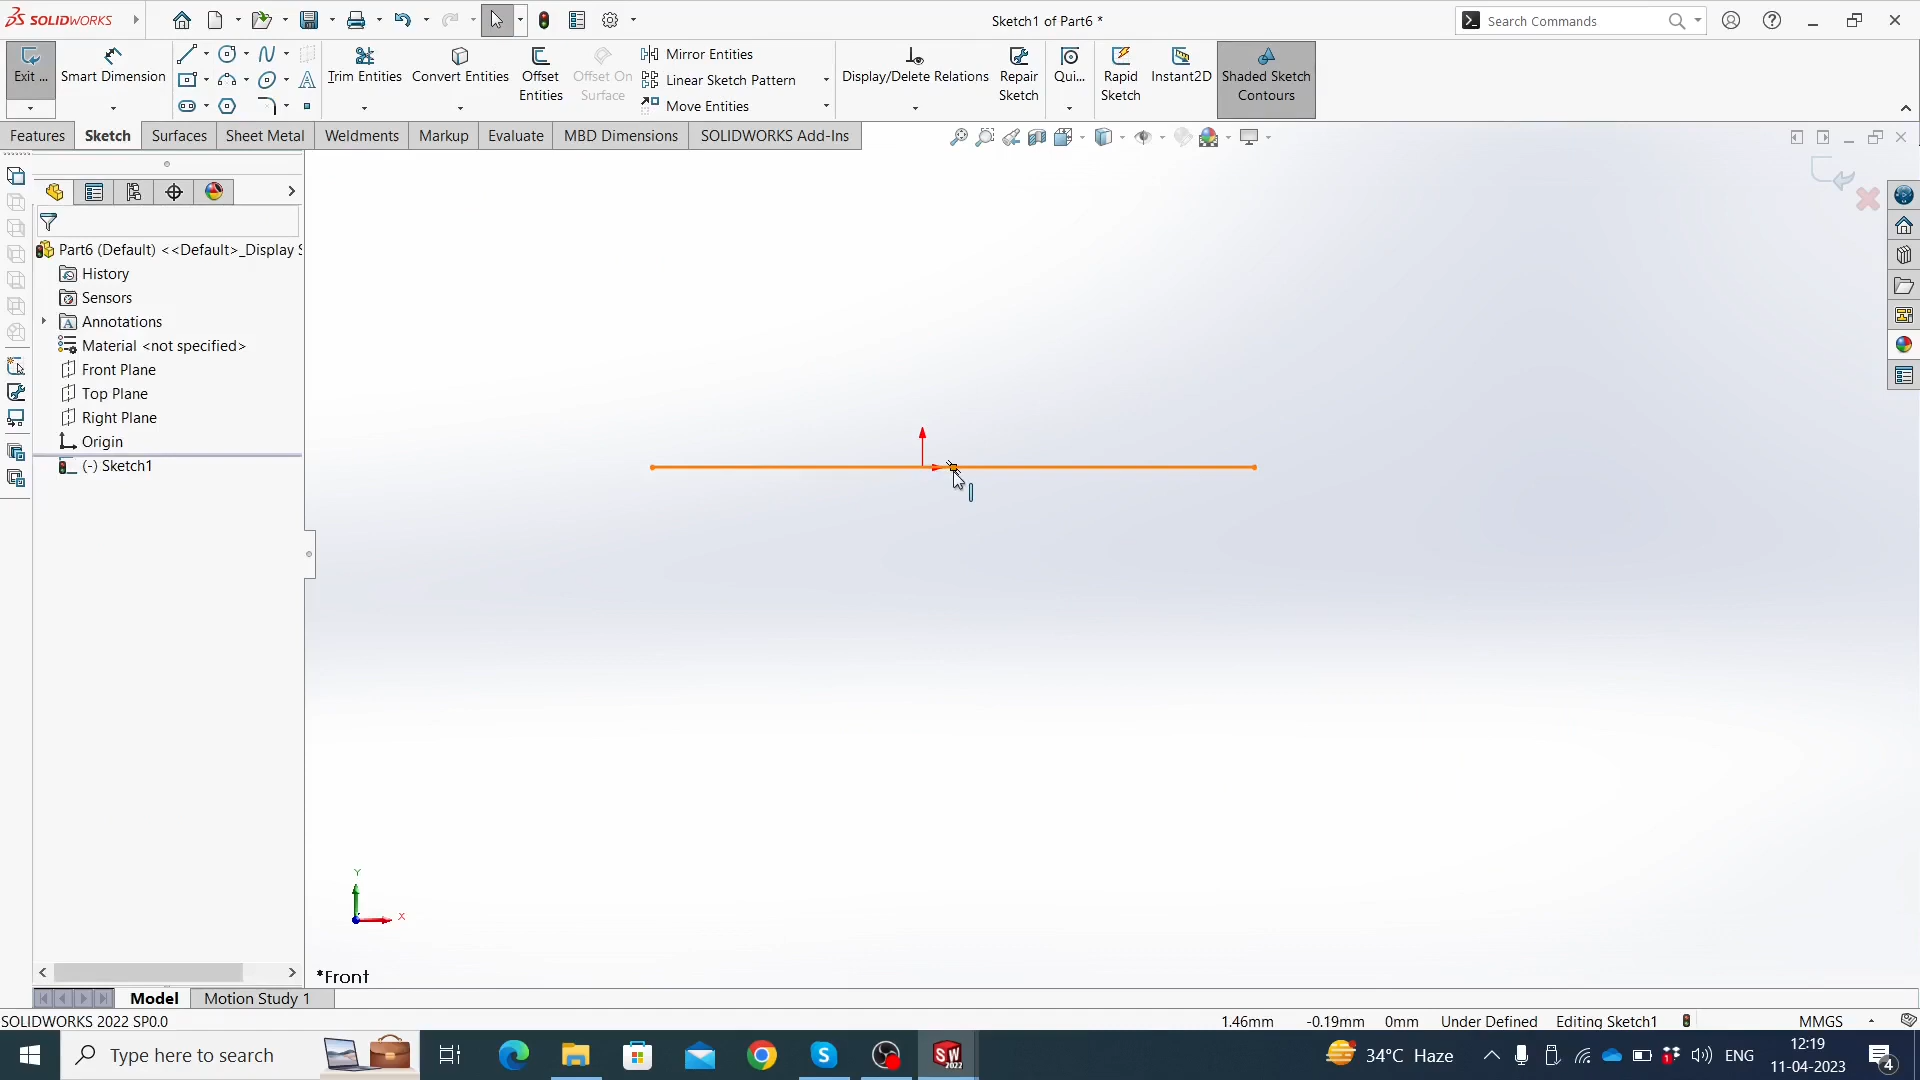 SOLIDWORKS
Sketch1 of Part6 *
Search Commands
Exit ...
Smart Dimension
Trim Entities
Convert Entities
Offset Entities
Offset On Surface
Mirror Entities
Linear Sketch Pattern
Move Entities
Display/Delete Relations
Repair Sketch
Qui...
Rapid Sketch
Instant2D
Shaded Sketch Contours
Features
Sketch
Surfaces
Sheet Metal
Weldments
Markup
Evaluate
MBD Dimensions
SOLIDWORKS Add-Ins
Part6 (Default) <<Default>_Display S
History
Sensors
Annotations
Material <not specified>
Front Plane
Top Plane
Right Plane
Origin
(-) Sketch1
Y
X
*Front
Model
Motion Study 1
SOLIDWORKS 2022 SP0.0
1.46mm
-0.19mm
0mm
Under Defined
Editing Sketch1
MMGS
Type here to search
SW
2022
34°C Haze
ENG
12:19
11-04-2023
4